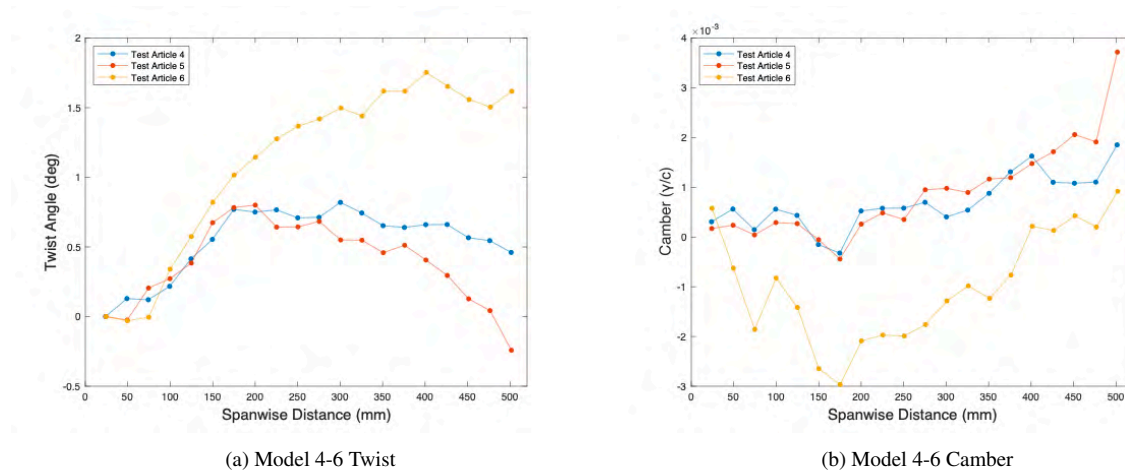 2
1.5
1
0.5
0
-0.5
Twist Angle (deg)
Test Article 4
Test Article 5
Test Article 6
0 50 100 150 200 250 300 350 400 450 500
Spanwise Distance (mm)
(a) Model 4-6 Twist
×10⁻³
4
3
2
1
0
-1
-2
-3
Camber (γ/c)
Test Article 4
Test Article 5
Test Article 6
0 50 100 150 200 250 300 350 400 450 500
Spanwise Distance (mm)
(b) Model 4-6 Camber